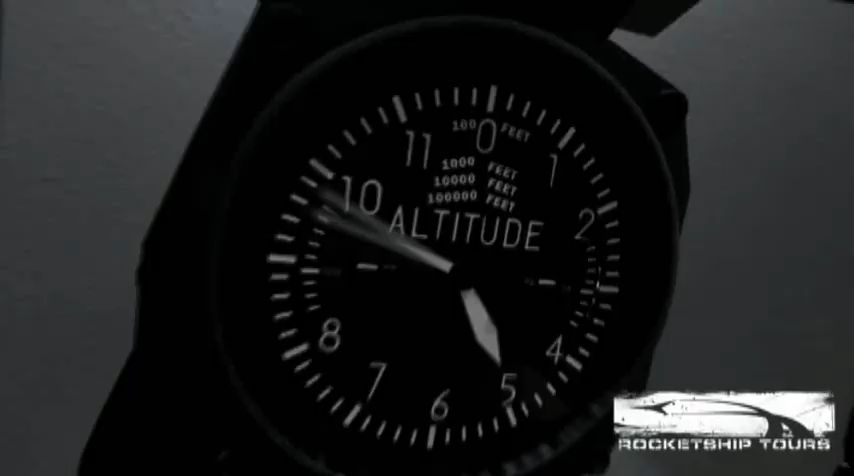 100 0 FEET
11 1
1000 FEET
10000 FEET
100000 FEET
10 2
ALTITUDE
8 4
7 5
6
ROCKETSHIP TOURS